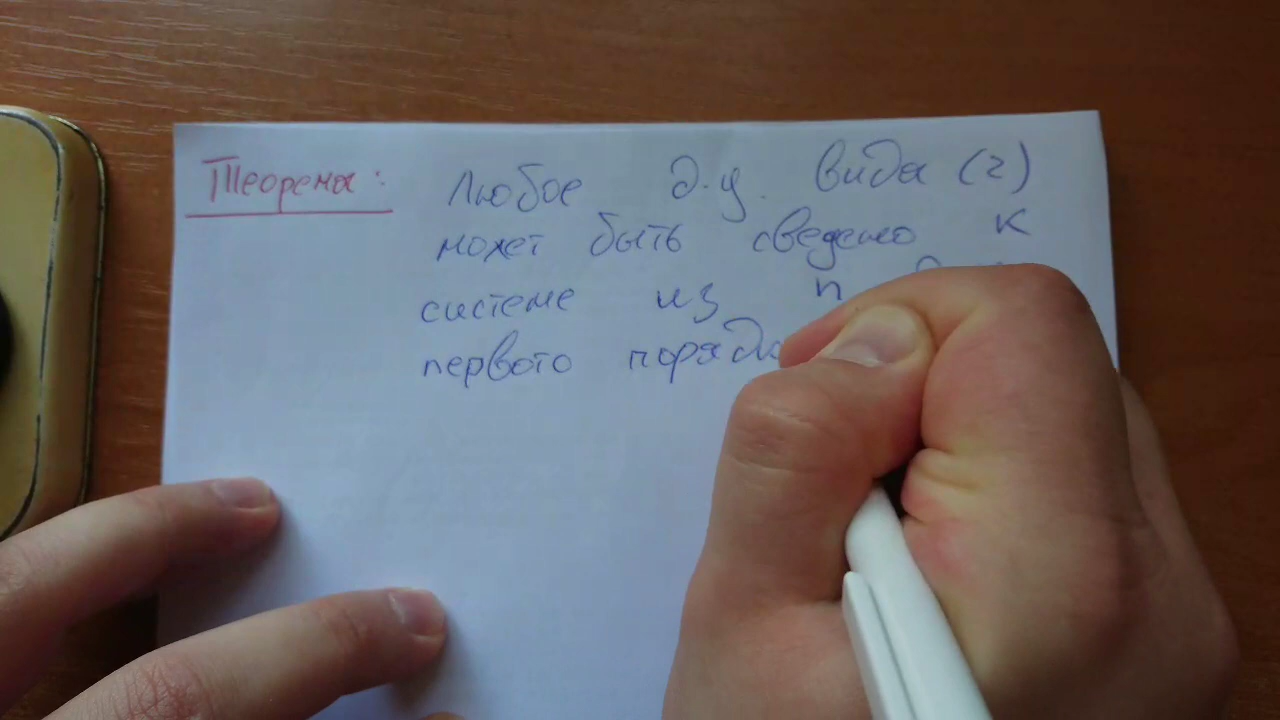 Теорема: Любое д.у. вида (2)
может быть сведено к
системе из n
первого